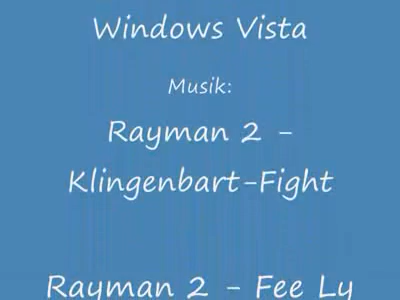 Windows Vista
Musik:
Rayman 2 -
Klingenbart-Fight
Rayman 2 - Fee Ly